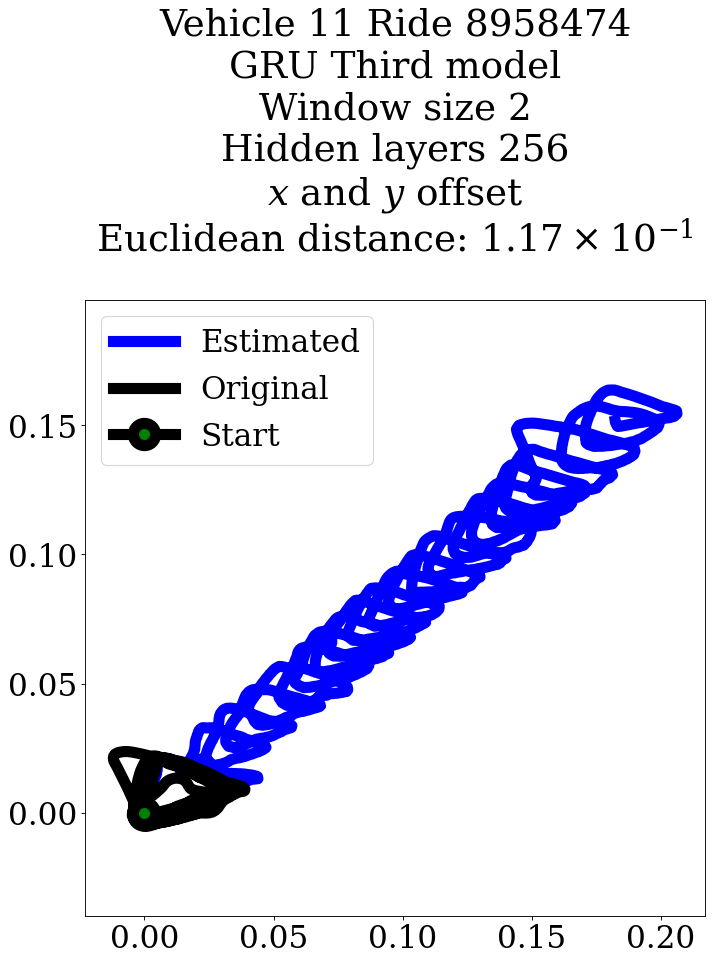 Vehicle 11 Ride 8958474
GRU Third model
Window size 2
Hidden layers 256
x and y offset
Euclidean distance: 1.17 × 10⁻¹
Estimated
Original
Start
0.15
0.10
0.05
0.00
0.00 0.05 0.10 0.15 0.20